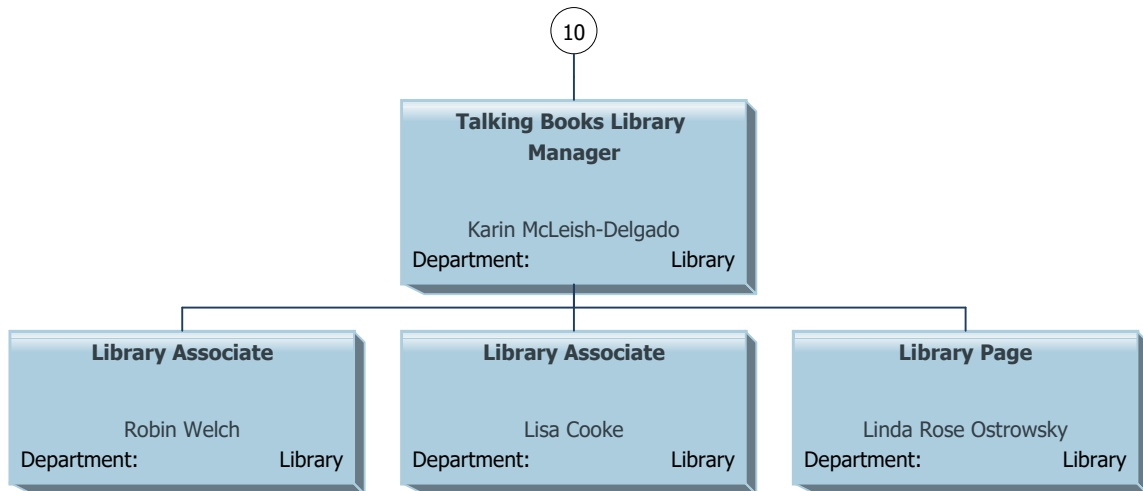 10
Talking Books Library
Manager
Karin McLeish-Delgado
Department: Library
Library Associate
Robin Welch
Department: Library
Library Associate
Lisa Cooke
Department: Library
Library Page
Linda Rose Ostrowsky
Department: Library